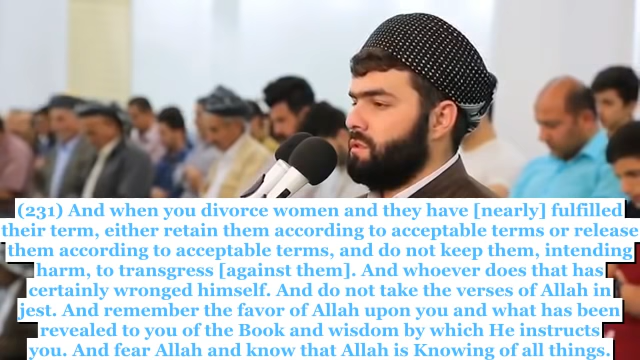 (231) And when you divorce women and they have [nearly] fulfilled
their term, either retain them according to acceptable terms or release
them according to acceptable terms, and do not keep them, intending
harm, to transgress [against them]. And whoever does that has
certainly wronged himself. And do not take the verses of Allah in
jest. And remember the favor of Allah upon you and what has been
revealed to you of the Book and wisdom by which He instructs
you. And fear Allah and know that Allah is Knowing of all things.